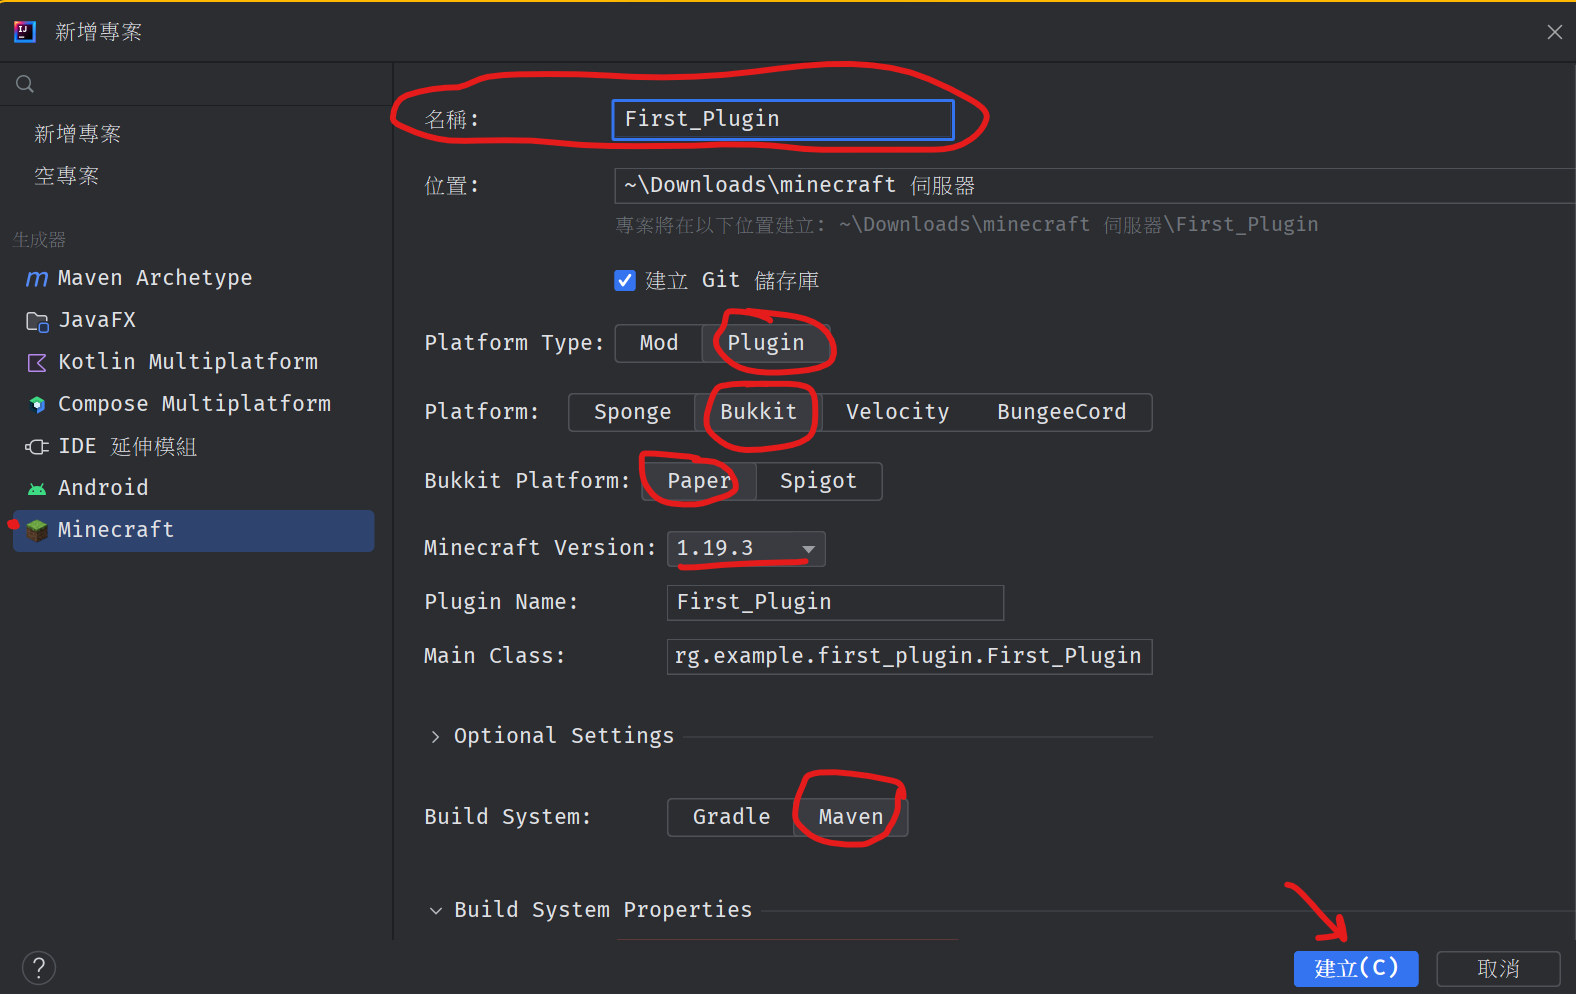 新增專案
新增專案
空專案
生成器
Maven Archetype
JavaFX
Kotlin Multiplatform
Compose Multiplatform
IDE 延伸模組
Android
Minecraft
名稱:
First_Plugin
位置:
~\Downloads\minecraft 伺服器
專案將在以下位置建立: ~\Downloads\minecraft 伺服器\First_Plugin
建立 Git 儲存庫
Platform Type: Mod Plugin
Platform: Sponge Bukkit Velocity BungeeCord
Bukkit Platform: Paper Spigot
Minecraft Version: 1.19.3
Plugin Name: First_Plugin
Main Class: rg.example.first_plugin.First_Plugin
Optional Settings
Build System: Gradle Maven
Build System Properties
?
建立(C) 取消